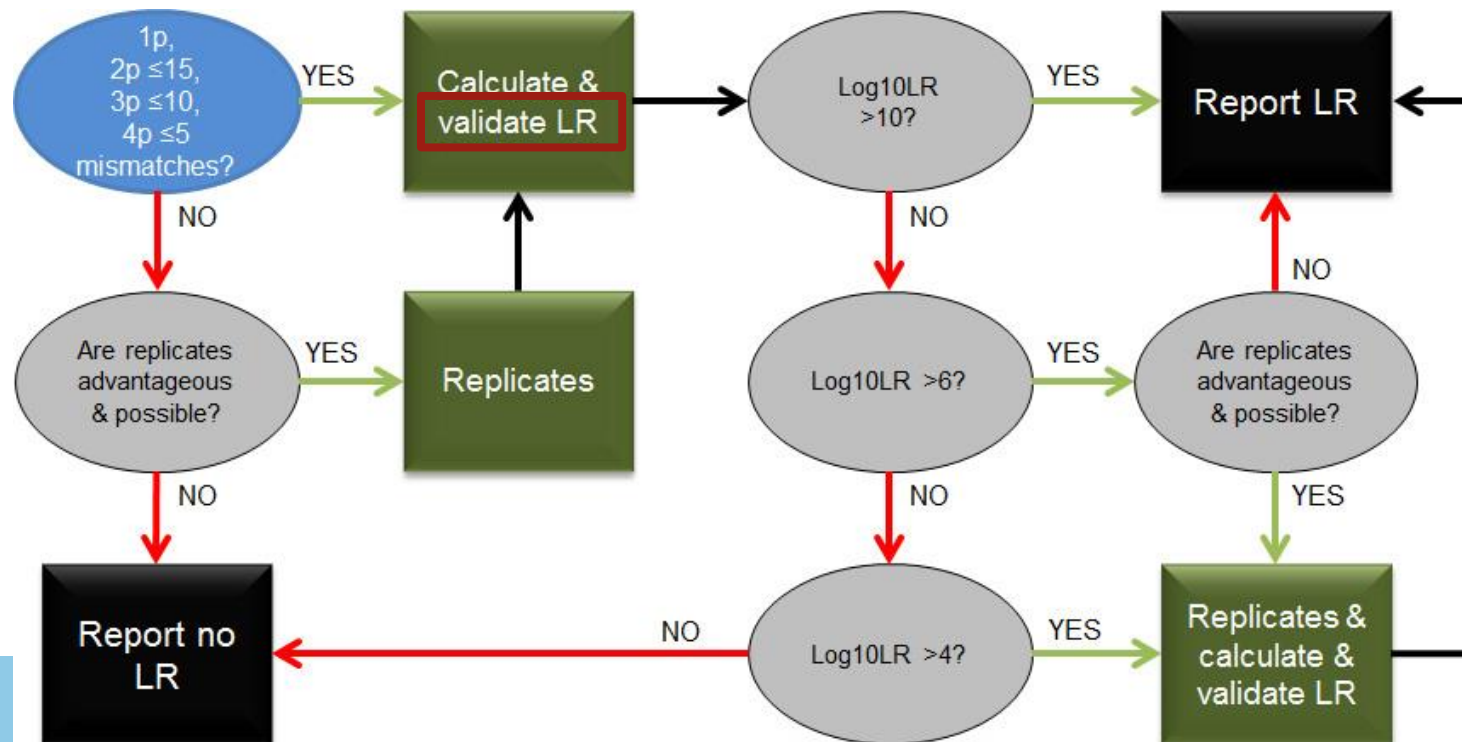 1p,
2p ≤15,
3p ≤10,
4p ≤5
mismatches?
YES
Calculate &
validate LR
Log10LR
>10?
YES
Report LR
NO
NO
NO
Are replicates
advantageous
& possible?
YES
Replicates
Log10LR >6?
YES
Are replicates
advantageous
& possible?
NO
NO
YES
Report no
LR
NO
Log10LR >4?
YES
Replicates &
calculate &
validate LR